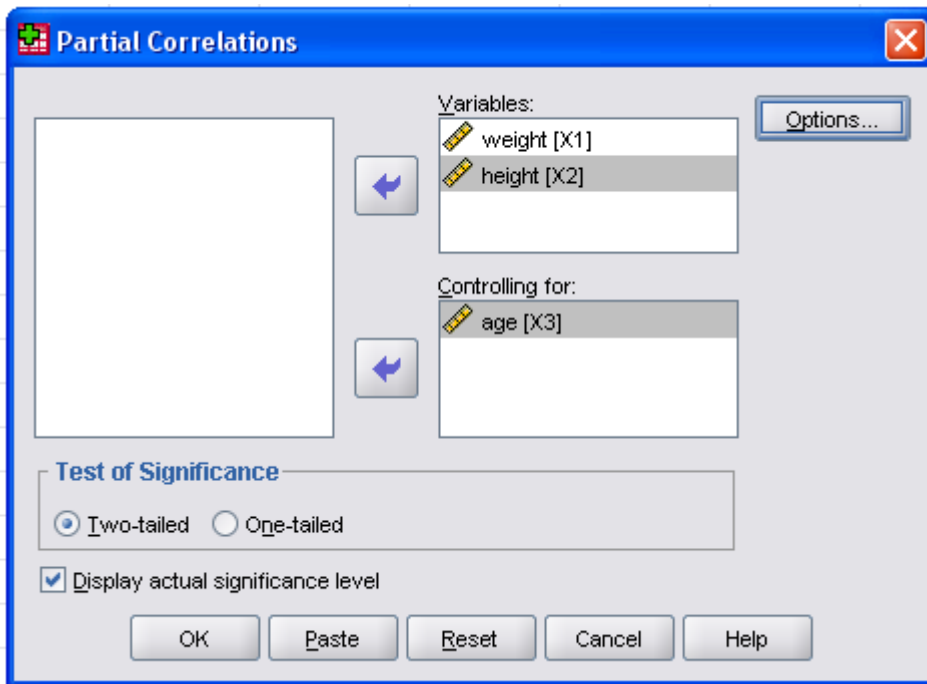 Partial Correlations
Variables:
weight [X1]
height [X2]
Options...
Controlling for:
age [X3]
Test of Significance
Two-tailed One-tailed
Display actual significance level
OK Paste Reset Cancel Help